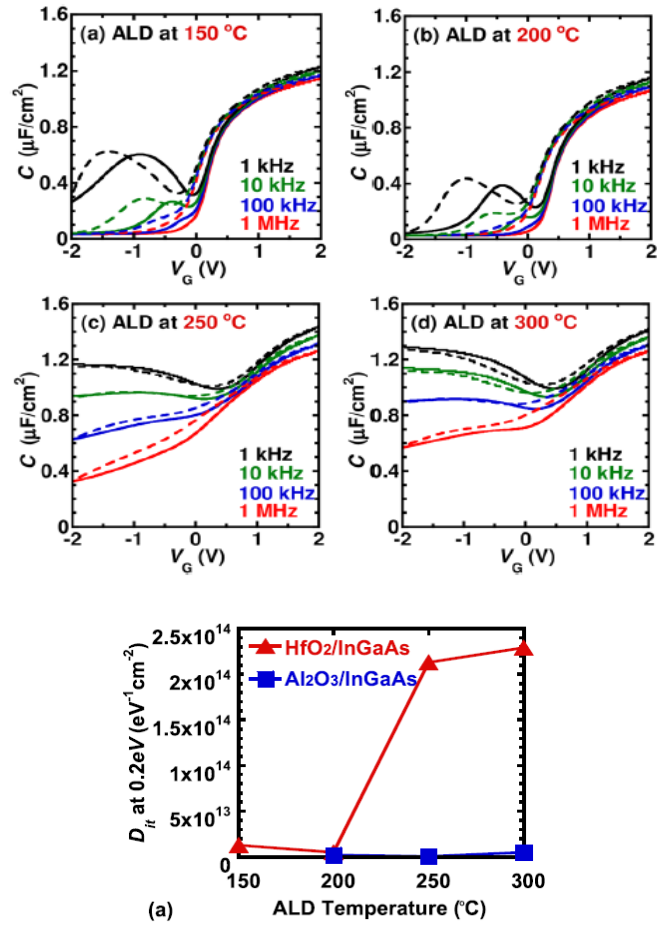 (a) ALD at 150 °C
(b) ALD at 200 °C
1.6
1.2
0.8
0.4
0
C (µF/cm²)
1 kHz
10 kHz
100 kHz
1 MHz
-2 -1 0 1 2
V_G (V)
1.6
1.2
0.8
0.4
0
C (µF/cm²)
1 kHz
10 kHz
100 kHz
1 MHz
-2 -1 0 1 2
V_G (V)
(c) ALD at 250 °C
(d) ALD at 300 °C
1.6
1.2
0.8
0.4
0
C (µF/cm²)
1 kHz
10 kHz
100 kHz
1 MHz
-2 -1 0 1 2
V_G (V)
1.6
1.2
0.8
0.4
0
C (µF/cm²)
1 kHz
10 kHz
100 kHz
1 MHz
-2 -1 0 1 2
V_G (V)
2.5x10¹⁴
2x10¹⁴
1x10¹⁴
1x10¹⁴
5x10¹³
0
D_it at 0.2eV (eV⁻¹cm⁻²)
HfO₂/InGaAs
Al₂O₃/InGaAs
150 200 250 300
(a) ALD Temperature (°C)